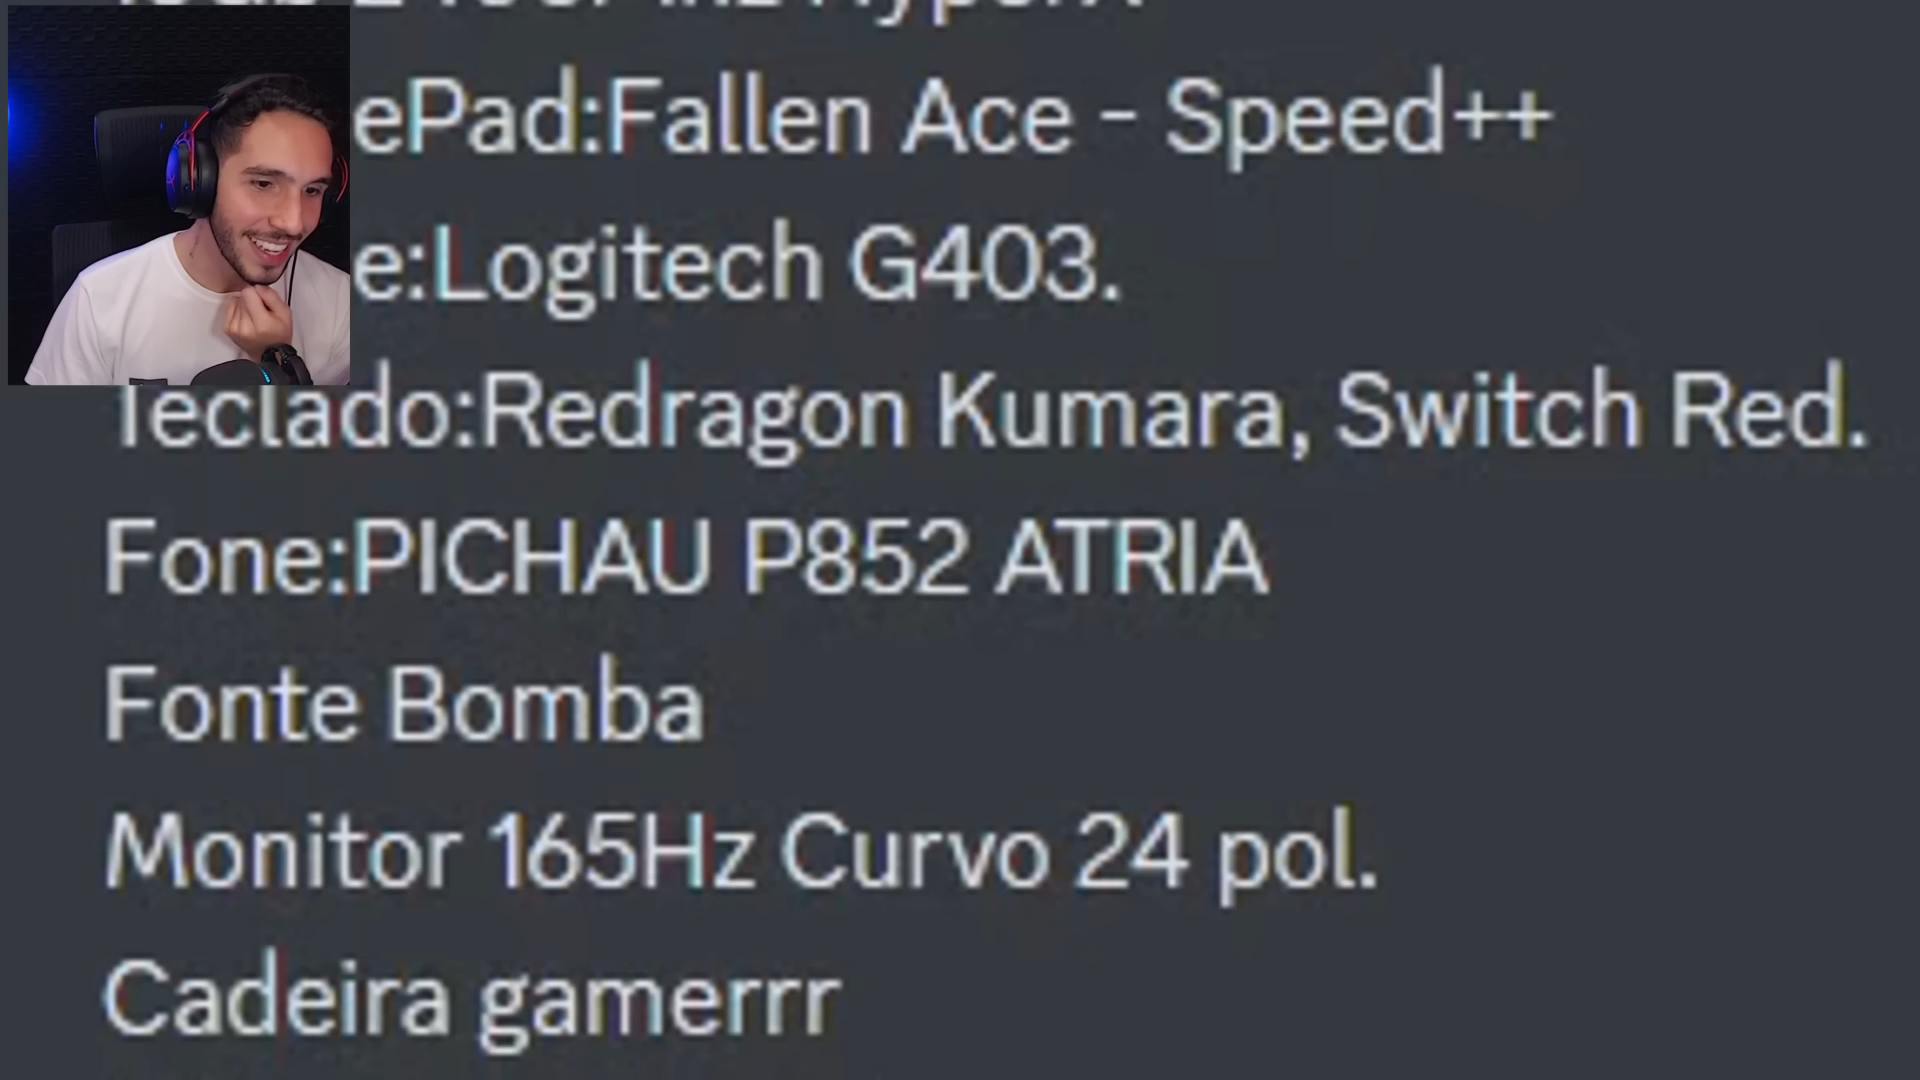 ePad:Fallen Ace - Speed++
e:Logitech G403.
Teclado:Redragon Kumara, Switch Red.
Fone:PICHAU P852 ATRIA
Fonte Bomba
Monitor 165Hz Curvo 24 pol.
Cadeira gamerrr